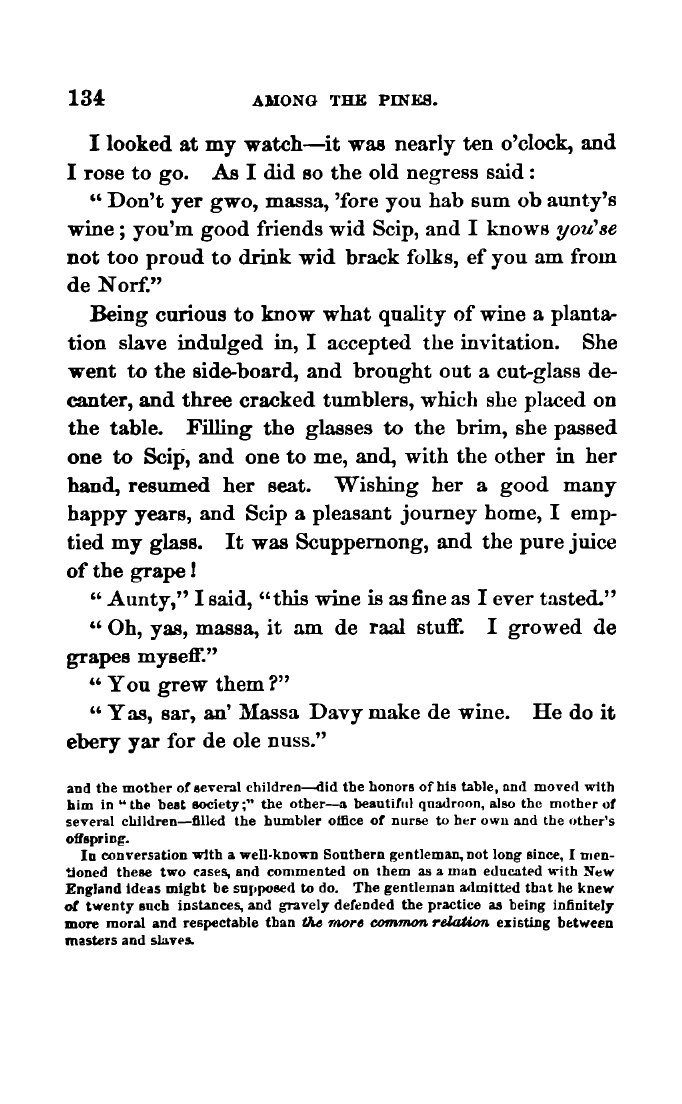 134 AMONG THE PINES.
I looked at my watch—it was nearly ten o'clock, and
I rose to go. As I did so the old negress said:
"Don't yer gwo, massa, 'fore you hab sum ob aunty's
wine; you'm good friends wid Scip, and I knows you'se
not too proud to drink wid brack folks, ef you am from
de Norf."
Being curious to know what quality of wine a planta-
tion slave indulged in, I accepted the invitation. She
went to the side-board, and brought out a cut-glass de-
canter, and three cracked tumblers, which she placed on
the table. Filling the glasses to the brim, she passed
one to Scip, and one to me, and, with the other in her
hand, resumed her seat. Wishing her a good many
happy years, and Scip a pleasant journey home, I emp-
tied my glass. It was Scuppernong, and the pure juice
of the grape!
"Aunty," I said, "this wine is as fine as I ever tasted."
"Oh, yas, massa, it am de raal stuff. I growed de
grapes myseff."
"You grew them?"
"Yas, sar, an' Massa Davy make de wine. He do it
ebery yar for de ole nuss."
and the mother of several children—did the honors of his table, and moved with
him in "the best society;" the other—a beautiful quadroon, also the mother of
several children—filled the humbler office of nurse to her own and the other's
offspring.
In conversation with a well-known Southern gentleman, not long since, I men-
tioned these two cases, and commented on them as a man educated with New
England ideas might be supposed to do. The gentleman admitted that he knew
of twenty such instances, and gravely defended the practice as being infinitely
more moral and respectable than the more common relation existing between
masters and slaves.